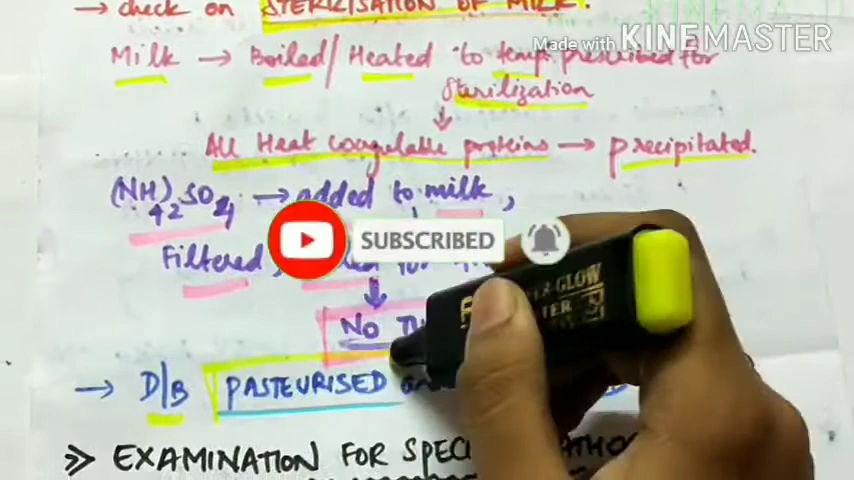 → check on STERILISATION OF MILK.
Made with KINEMASTER
Milk → Boiled/Heated to temp prescribed for
sterilization
↓
All Heat coagulable proteins → precipitated.
(NH4)2SO4 → added to milk,
Filtered, for
SUBSCRIBED
↓
NO
→ D/B PASTEURISED
>> EXAMINATION FOR